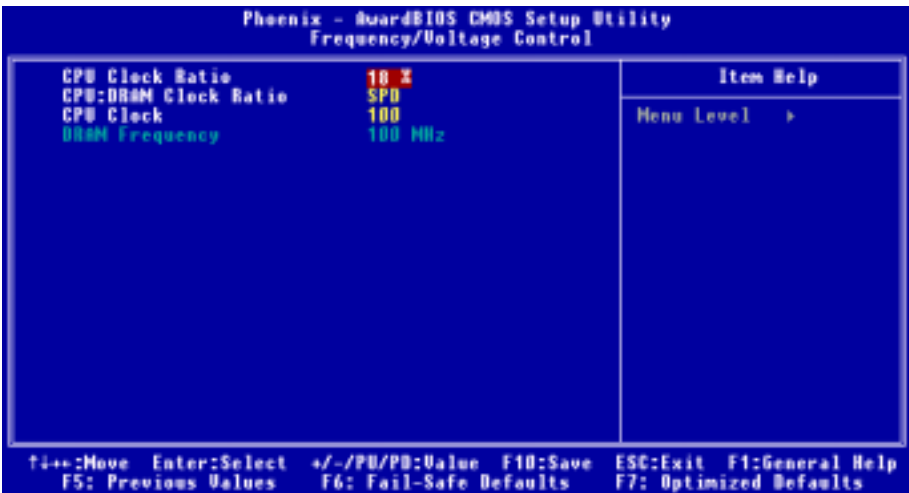 Phoenix - AwardBIOS CMOS Setup Utility
Frequency/Voltage Control
CPU Clock Ratio 18 X
CPU:DRAM Clock Ratio SPD
CPU Clock 100
DRAM Frequency 100 MHz
Item Help
Menu Level ▸
↑↓→←:Move Enter:Select +/-/PU/PD:Value F10:Save ESC:Exit F1:General Help
F5: Previous Values F6: Fail-Safe Defaults F7: Optimized Defaults